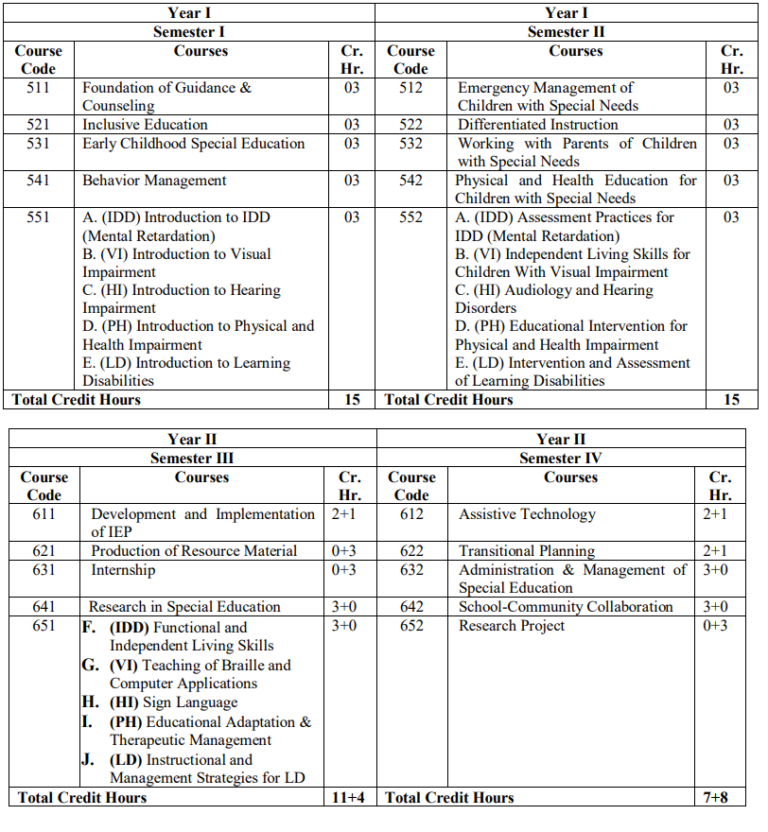 Year I Year I
Semester I Semester II
Course Courses Cr. Course Courses Cr.
Code Hr. Code Hr.
511 Foundation of Guidance & 03 512 Emergency Management of 03
Counseling Children with Special Needs
521 Inclusive Education 03 522 Differentiated Instruction 03
531 Early Childhood Special Education 03 532 Working with Parents of Children 03
with Special Needs
541 Behavior Management 03 542 Physical and Health Education for 03
Children with Special Needs
551 A. (IDD) Introduction to IDD 03 552 A. (IDD) Assessment Practices for 03
(Mental Retardation) IDD (Mental Retardation)
B. (VI) Introduction to Visual B. (VI) Independent Living Skills for
Impairment Children With Visual Impairment
C. (HI) Introduction to Hearing C. (HI) Audiology and Hearing
Impairment Disorders
D. (PH) Introduction to Physical and D. (PH) Educational Intervention for
Health Impairment Physical and Health Impairment
E. (LD) Introduction to Learning E. (LD) Intervention and Assessment
Disabilities of Learning Disabilities
Total Credit Hours 15 Total Credit Hours 15
Year II Year II
Semester III Semester IV
Course Courses Cr. Course Courses Cr.
Code Hr. Code Hr.
611 Development and Implementation 2+1 612 Assistive Technology 2+1
of IEP
621 Production of Resource Material 0+3 622 Transitional Planning 2+1
631 Internship 0+3 632 Administration & Management of 3+0
Special Education
641 Research in Special Education 3+0 642 School-Community Collaboration 3+0
651 F. (IDD) Functional and 3+0 652 Research Project 0+3
Independent Living Skills
G. (VI) Teaching of Braille and
Computer Applications
H. (HI) Sign Language
I. (PH) Educational Adaptation &
Therapeutic Management
J. (LD) Instructional and
Management Strategies for LD
Total Credit Hours 11+4 Total Credit Hours 7+8